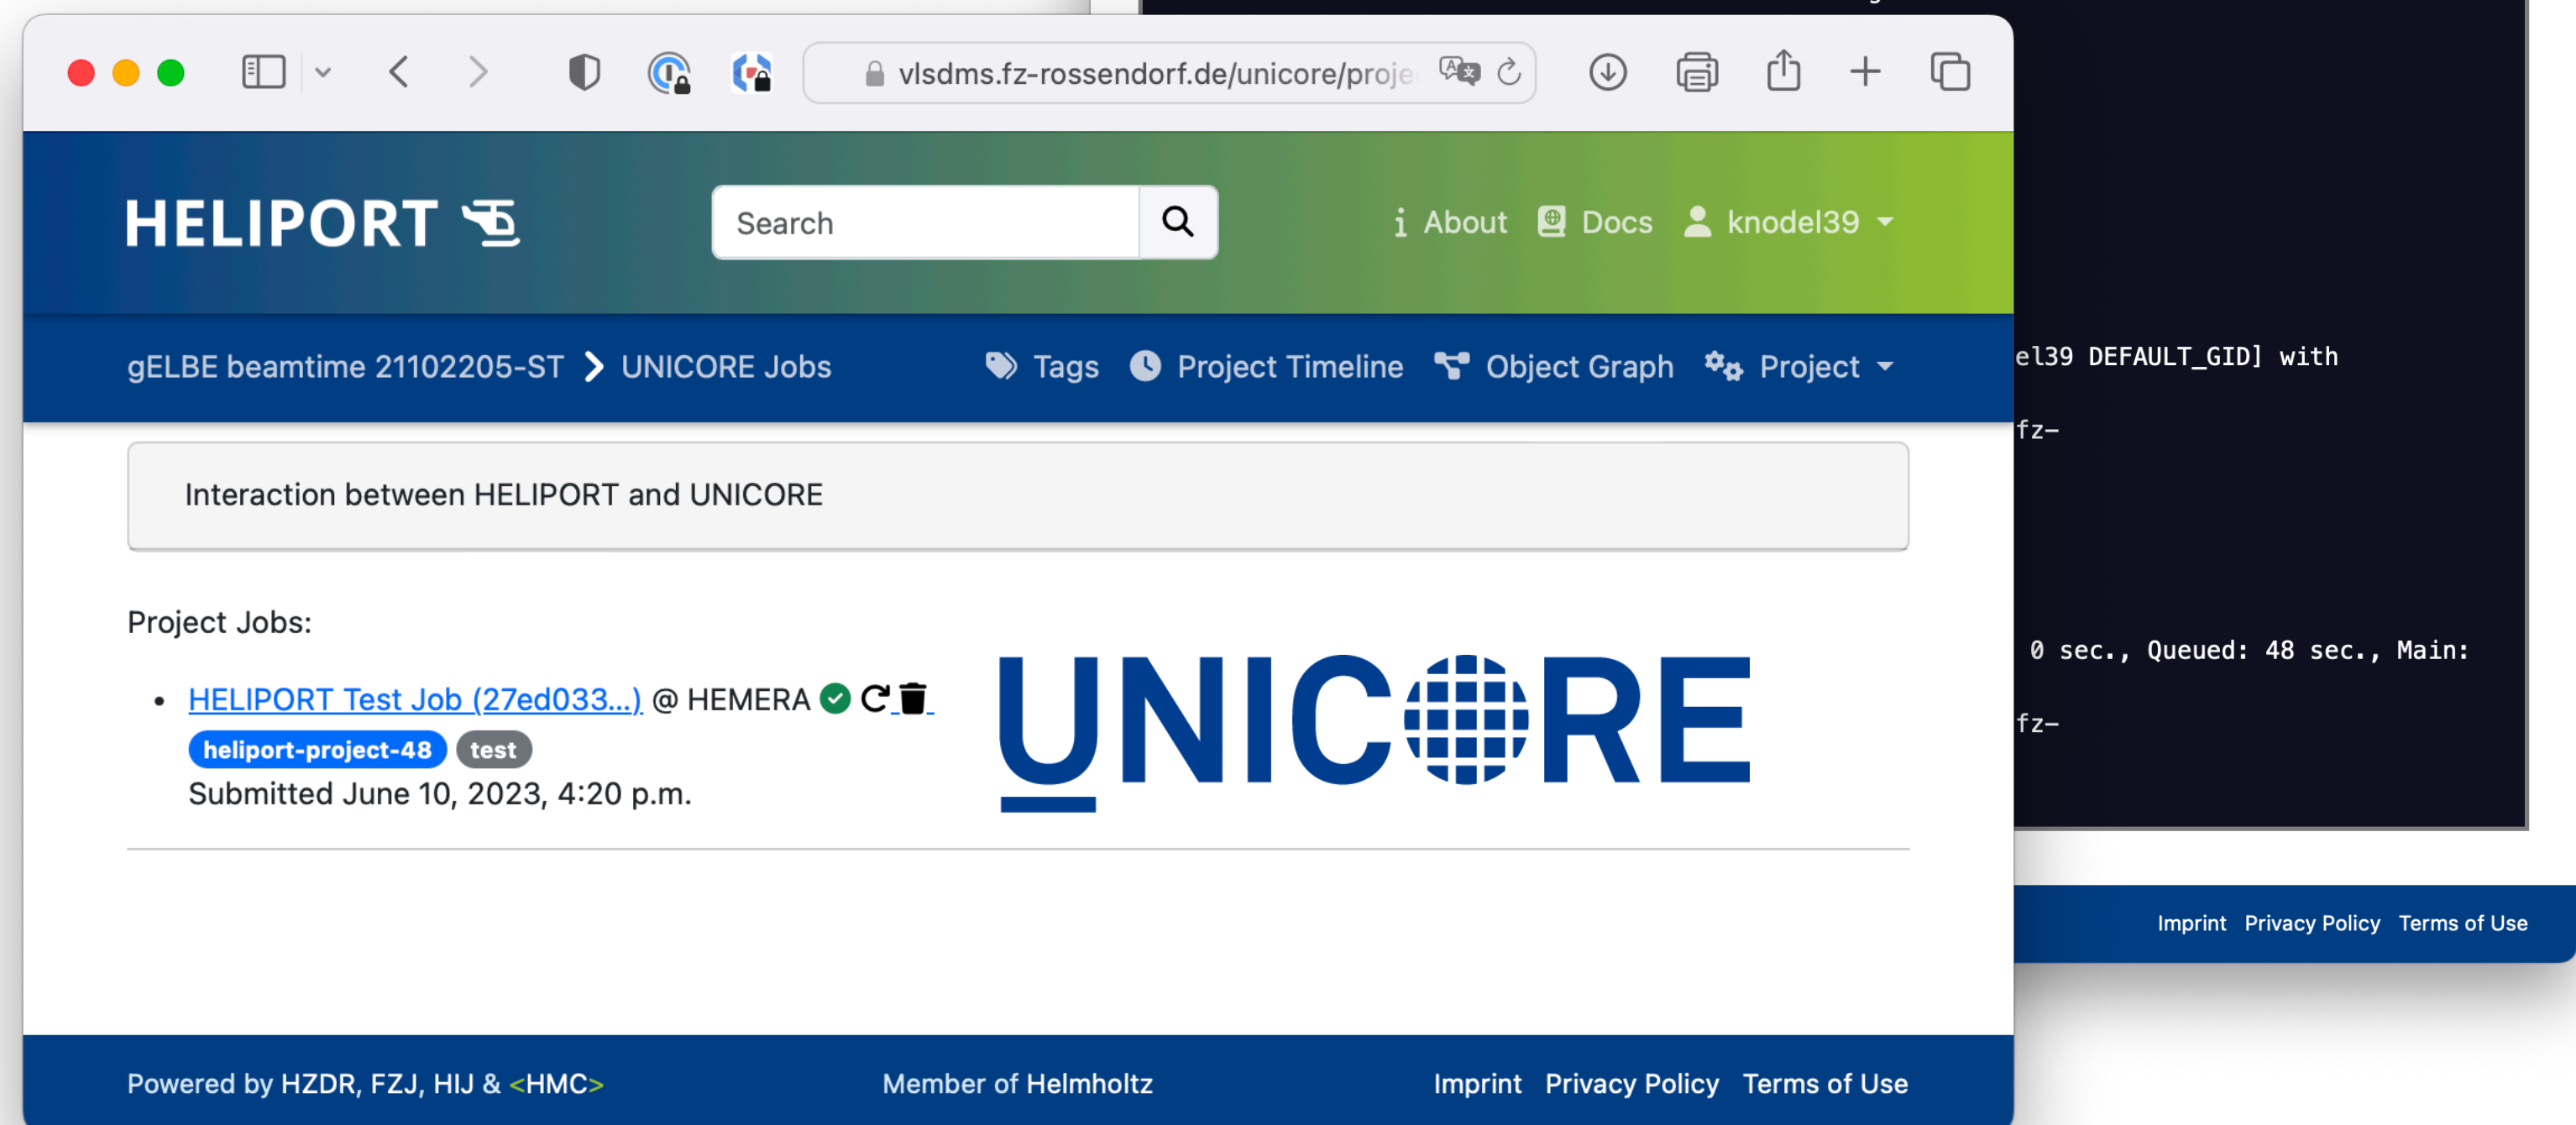 vlsdms.fz-rossendorf.de/unicore/proje
HELIPORT
Search
About Docs knodel39
gELBE beamtime 21102205-ST UNICORE Jobs
Tags Project Timeline Object Graph Project
Interaction between HELIPORT and UNICORE
Project Jobs:
• HELIPORT Test Job (27ed033...) @ HEMERA
heliport-project-48 test
Submitted June 10, 2023, 4:20 p.m.
UNICORE
Powered by HZDR, FZJ, HIJ & <HMC>
Member of Helmholtz
Imprint Privacy Policy Terms of Use
el39 DEFAULT_GID] with
fz-
0 sec., Queued: 48 sec., Main:
fz-
Imprint Privacy Policy Terms of Use